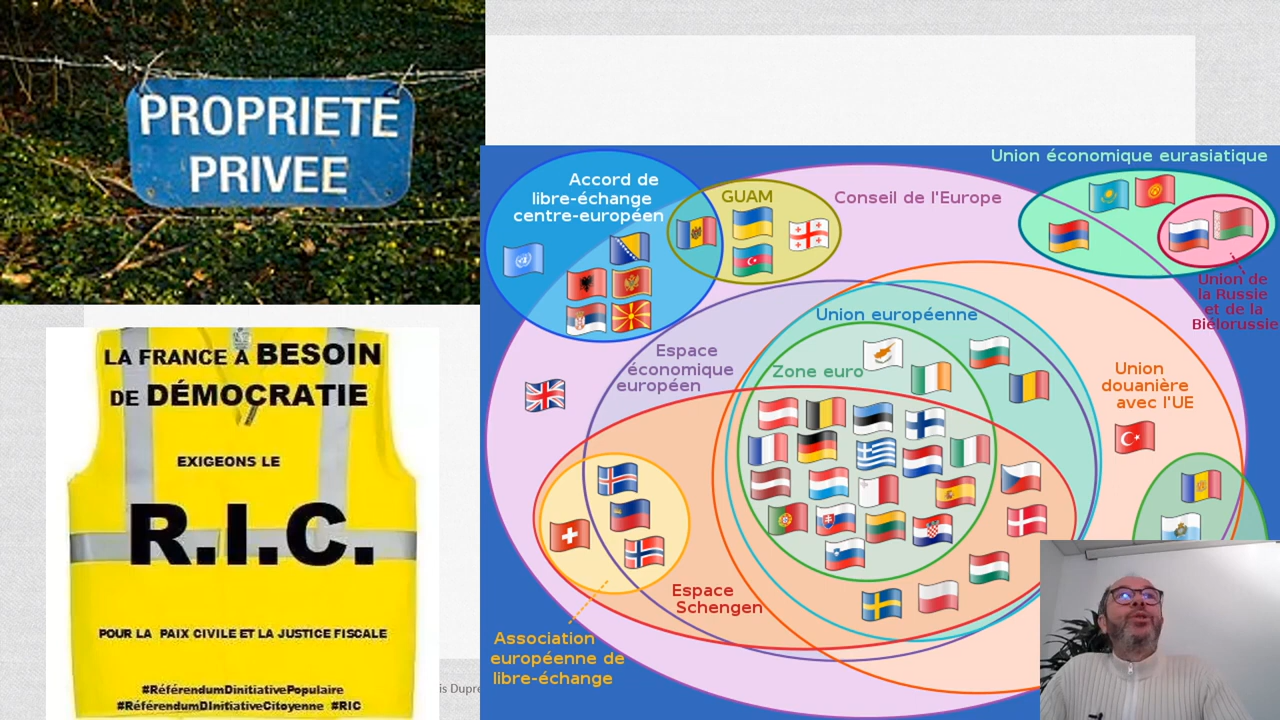 PROPRIETE
PRIVEE
LA FRANCE A BESOIN
DE DÉMOCRATIE
EXIGEONS LE
R.I.C.
POUR LA PAIX CIVILE ET LA JUSTICE FISCALE
#RéférendumDinitiativePopulaire
#RéférendumDInitiativeCitoyenne #RIC
is Dupré
Accord de
libre-échange
centre-européen
GUAM
Conseil de l'Europe
Union économique eurasiatique
Union de
la Russie
et de la
Biélorussie
Union européenne
Espace
économique
européen
Zone euro
Union
douanière
avec l'UE
Espace
Schengen
Association
européenne de
libre-échange